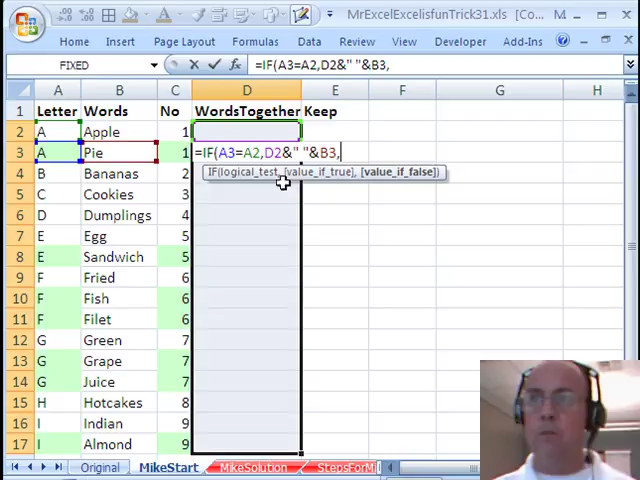 MrExcelExcelisfunTrick31.xls [Co...
Home Insert Page Layout Formulas Data Review View Developer Add-Ins
FIXED =IF(A3=A2,D2&" "&B3,
A B C D E F G H
1 Letter Words No WordsTogether Keep
2 A Apple 1
3 A Pie 1 =IF(A3=A2,D2&" "&B3,
IF(logical_test, [value_if_true], [value_if_false])
4 B Bananas 2
5 C Cookies 3
6 D Dumplings 4
7 E Egg 5
8 E Sandwich 5
9 F Fried 6
10 F Fish 6
11 F Filet 6
12 G Green 7
13 G Grape 7
14 G Juice 7
15 H Hotcakes 8
16 I Indian 9
17 I Almond 9
Original MikeStart MikeSolution StepsForMi